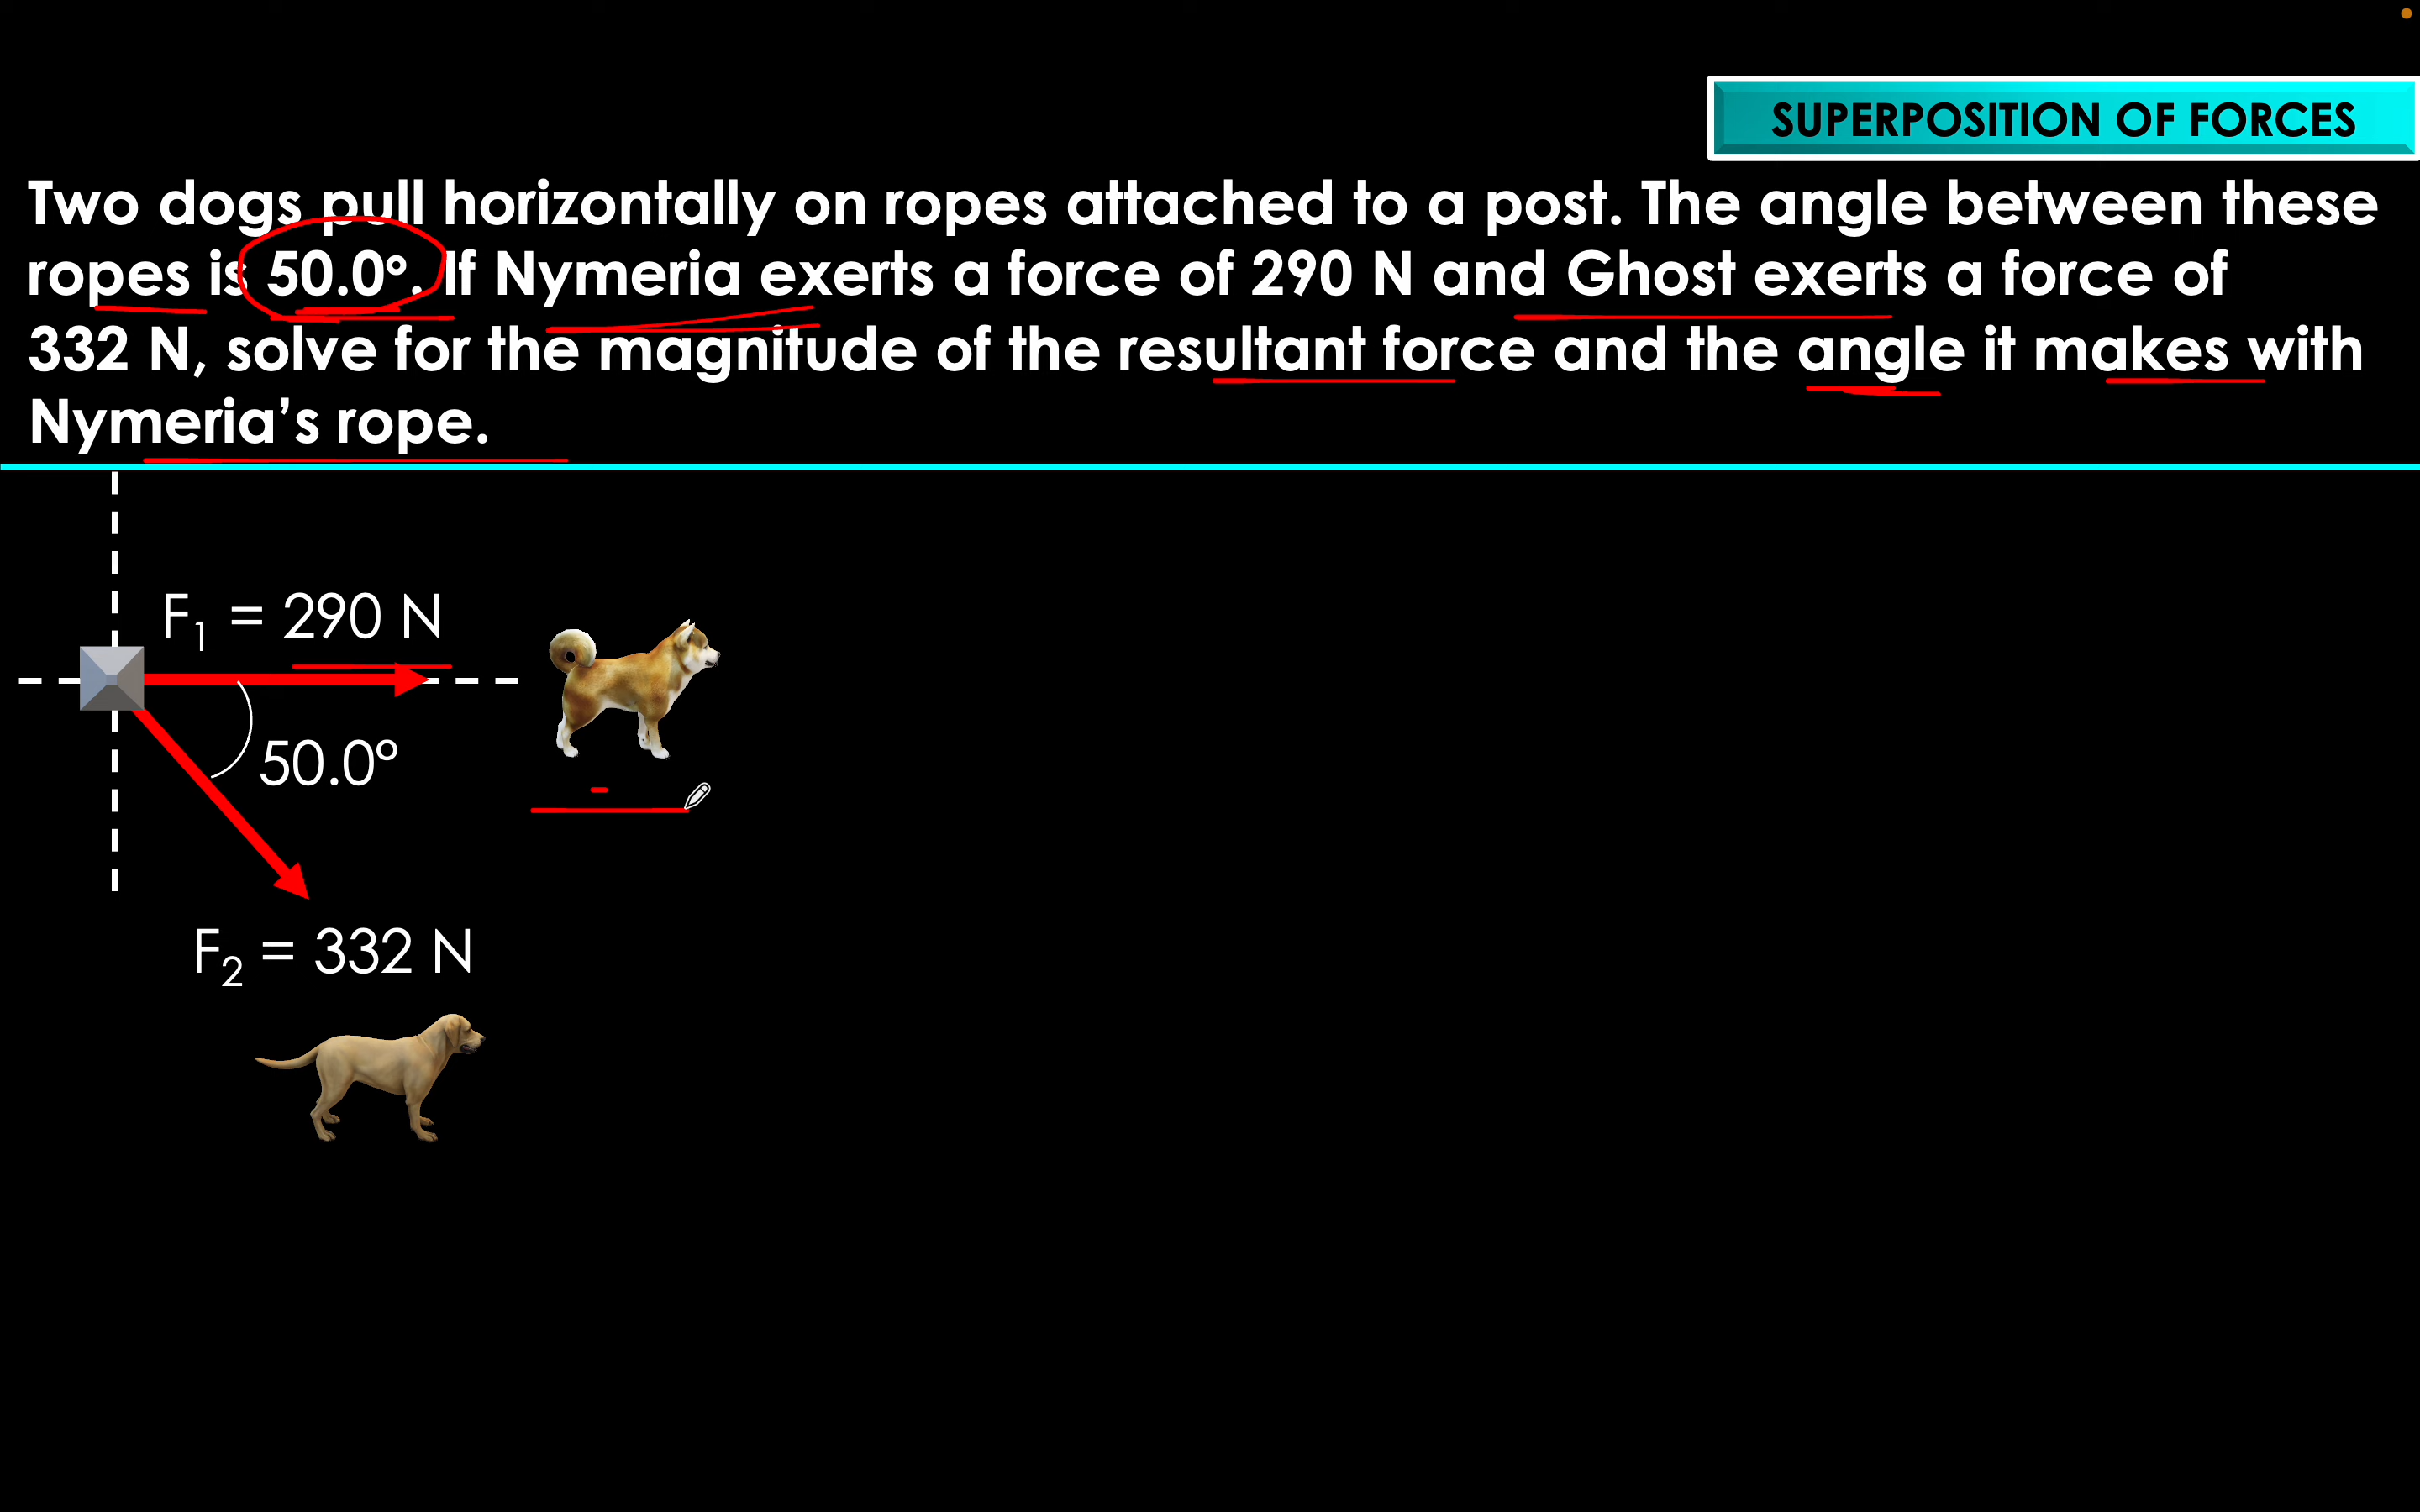 SUPERPOSITION OF FORCES
Two dogs pull horizontally on ropes attached to a post. The angle between these
ropes is 50.0°. If Nymeria exerts a force of 290 N and Ghost exerts a force of
332 N, solve for the magnitude of the resultant force and the angle it makes with
Nymeria’s rope.
F₁ = 290 N
50.0°
F₂ = 332 N